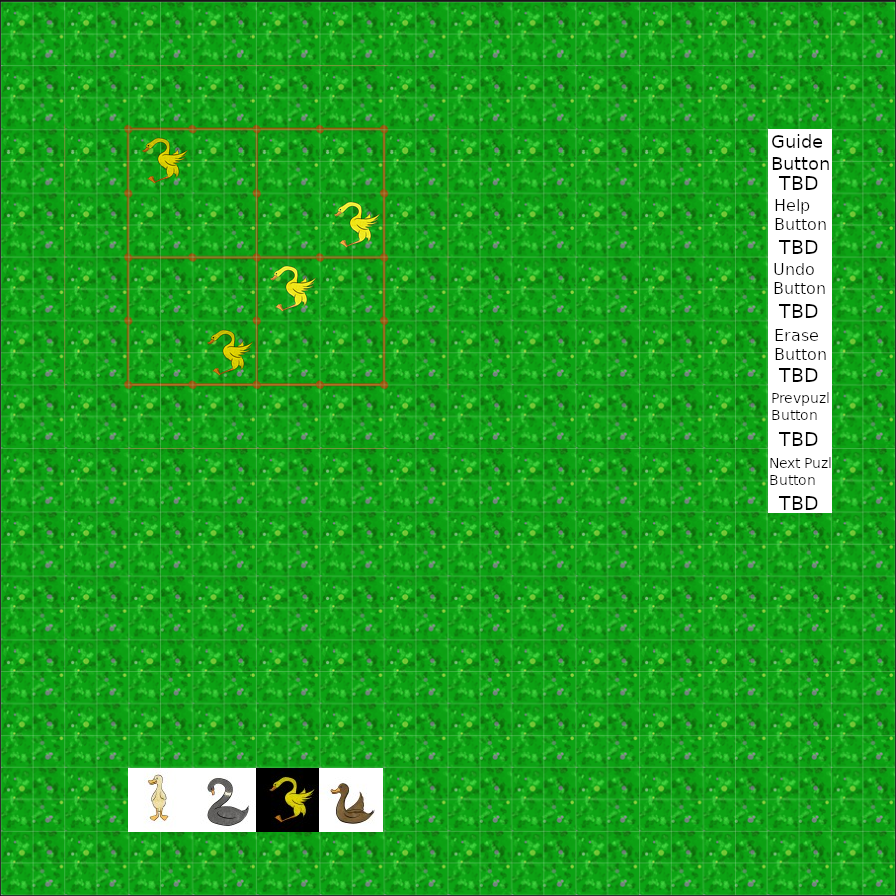 Guide
Button
TBD
Help
Button
TBD
Undo
Button
TBD
Erase
Button
TBD
Prevpuzl
Button
TBD
Next Puzl
Button
TBD